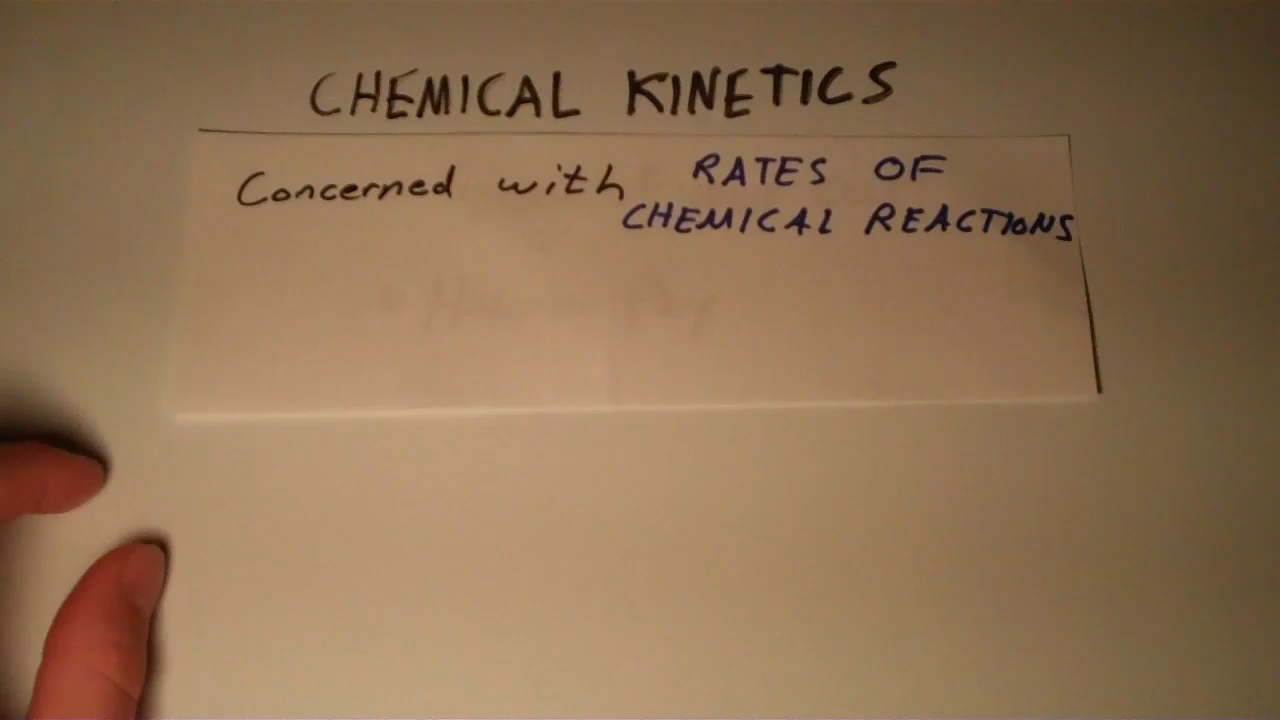 CHEMICAL KINETICS
Concerned with RATES OF
CHEMICAL REACTIONS